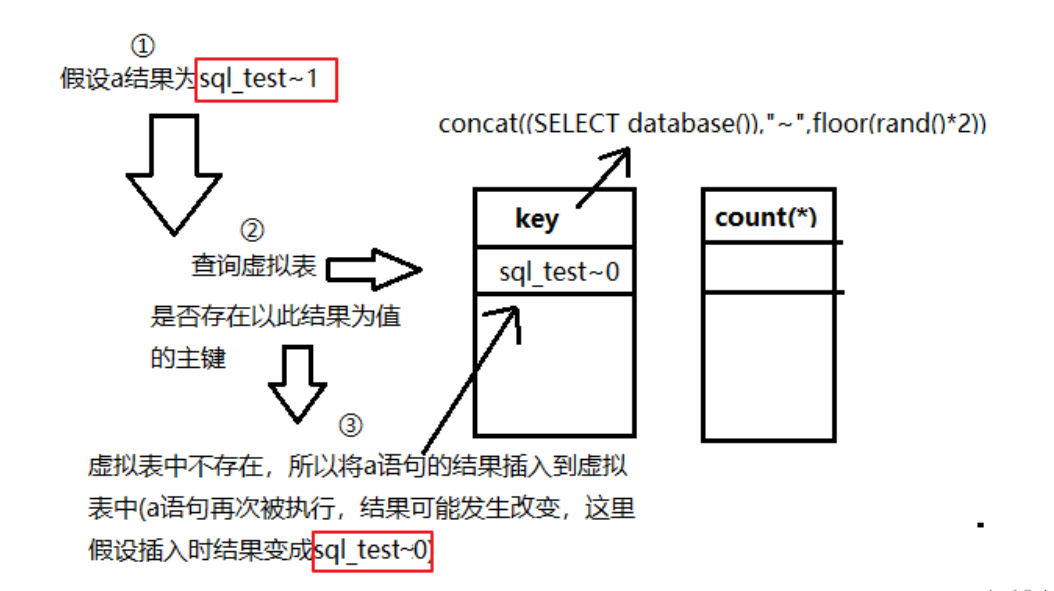 ①
假设a结果为sql_test~1
concat((SELECT database()),"~",floor(rand()*2))
key
count(*)
②
查询虚拟表
sql_test~0
是否存在以此结果为值
的主键
③
虚拟表中不存在，所以将a语句的结果插入到虚拟
表中(a语句再次被执行，结果可能发生改变，这里
假设插入时结果变成sql_test~0)